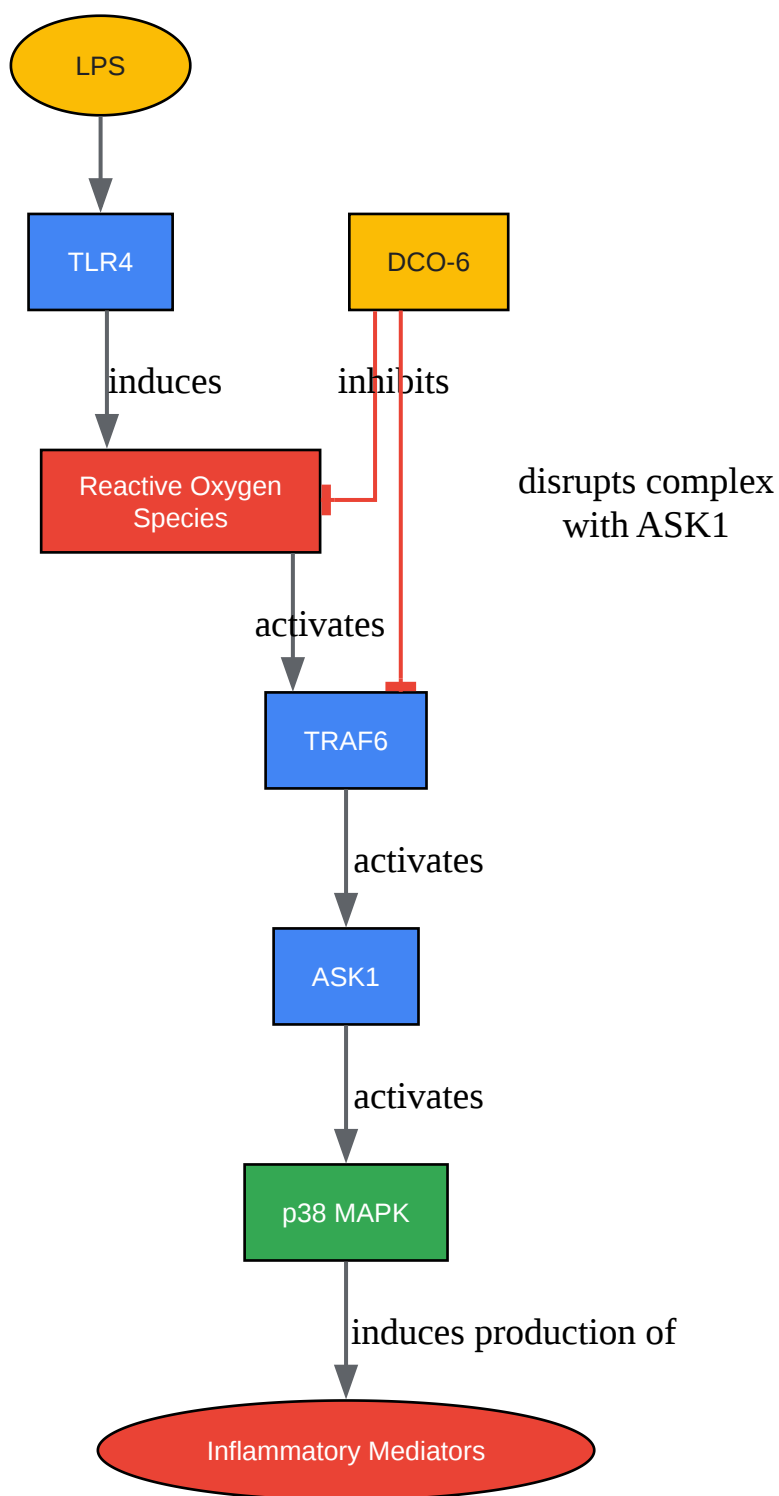 LPS
TLR4
DCO-6
induces
inhibits
Reactive Oxygen
Species
disrupts complex
with ASK1
activates
TRAF6
activates
ASK1
activates
p38 MAPK
induces production of
Inflammatory Mediators